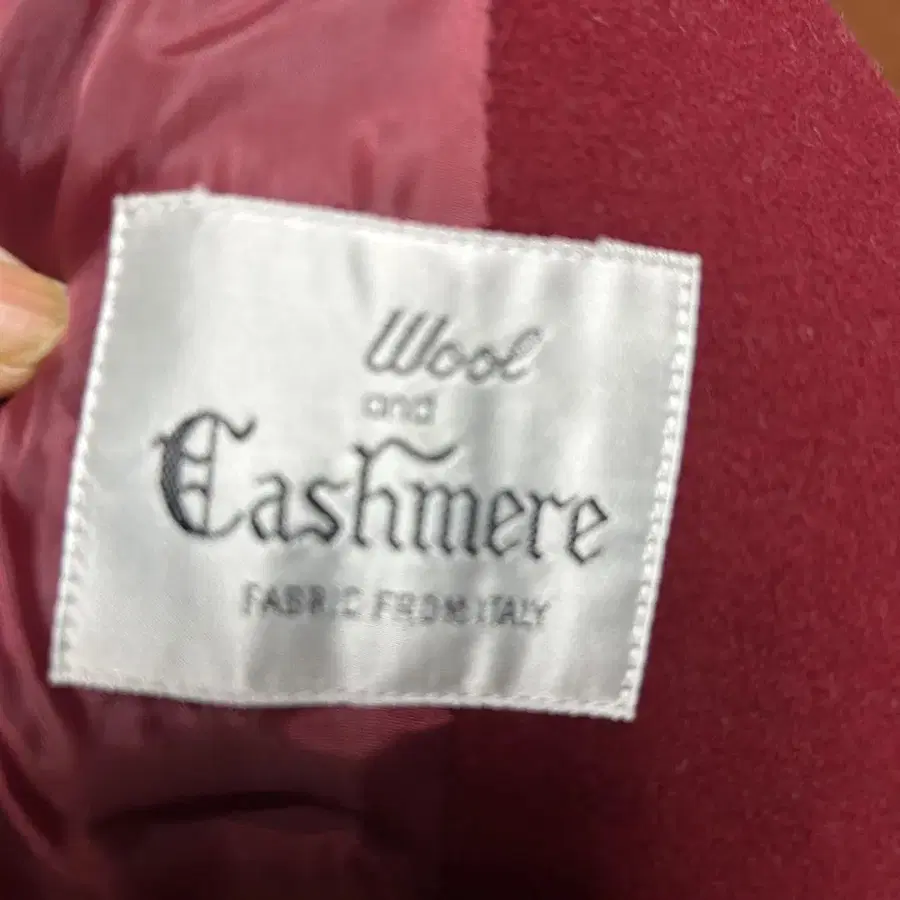 Wool
and
Cashmere
FABRIC FROM ITALY